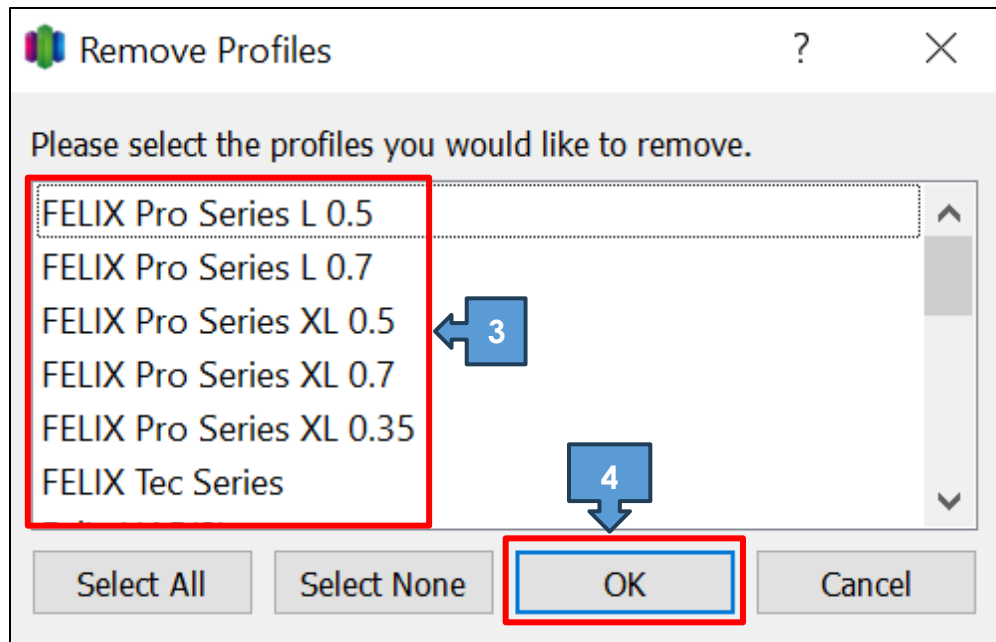 Remove Profiles ?
Please select the profiles you would like to remove.
FELIX Pro Series L 0.5
FELIX Pro Series L 0.7
FELIX Pro Series XL 0.5
3
FELIX Pro Series XL 0.7
FELIX Pro Series XL 0.35
FELIX Tec Series
4
Select All
Select None
OK
Cancel